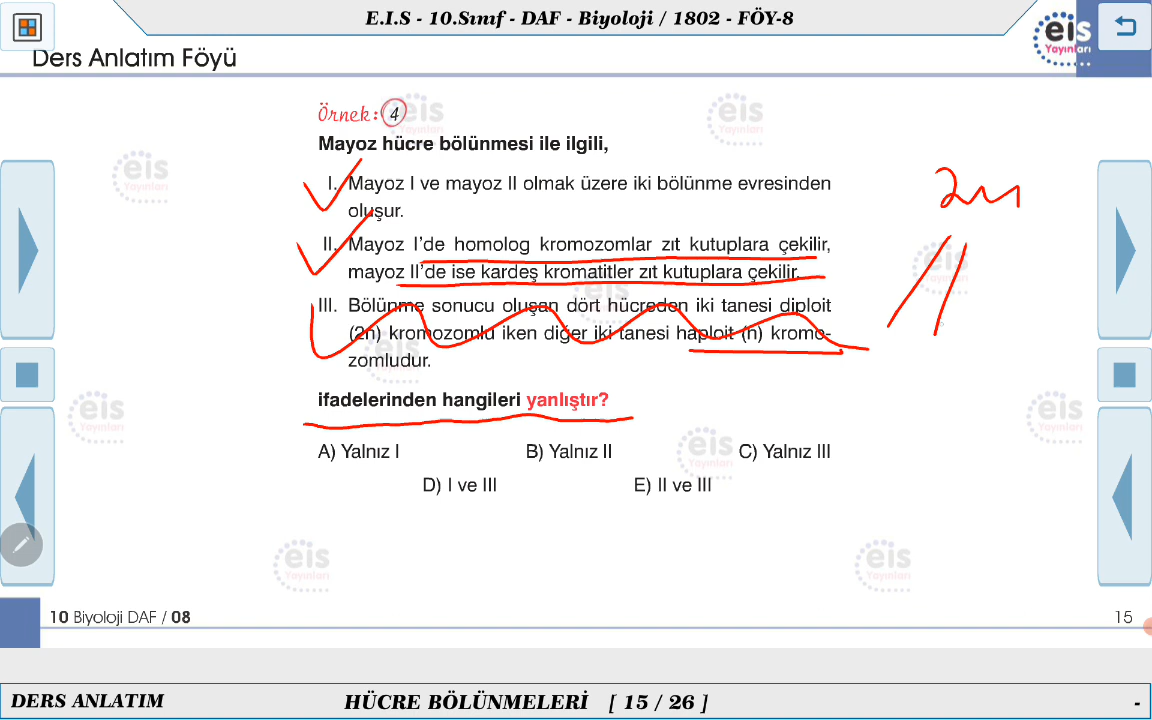 E.I.S - 10.Sınıf - DAF - Biyoloji / 1802 - FÖY-8
eis
Yayınları
Ders Anlatım Föyü
Örnek: 4
Mayoz hücre bölünmesi ile ilgili,
I. Mayoz I ve mayoz II olmak üzere iki bölünme evresinden
oluşur.
II. Mayoz I'de homolog kromozomlar zıt kutuplara çekilir,
mayoz II'de ise kardeş kromatitler zıt kutuplara çekilir.
III. Bölünme sonucu oluşan dört hücreden iki tanesi diploit
(2n) kromozomlu iken diğer iki tanesi haploit (n) kromo-
zomludur.
ifadelerinden hangileri yanlıştır?
A) Yalnız I B) Yalnız II C) Yalnız III
D) I ve III E) II ve III
2n
10 Biyoloji DAF / 08
15
DERS ANLATIM HÜCRE BÖLÜNMELERİ [ 15 / 26 ] -